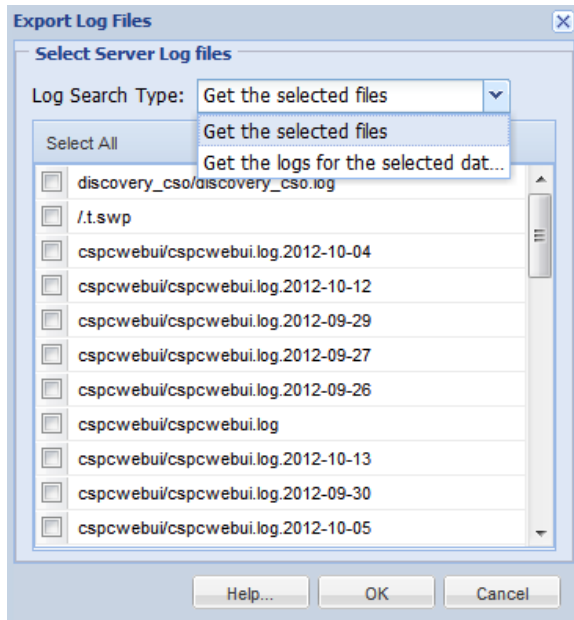 Export Log Files
Select Server Log files
Log Search Type: Get the selected files
Get the selected files
Get the logs for the selected dat...
Select All
discovery_cso/discovery_cso.log
/.t.swp
cspcwebui/cspcwebui.log.2012-10-04
cspcwebui/cspcwebui.log.2012-10-12
cspcwebui/cspcwebui.log.2012-09-29
cspcwebui/cspcwebui.log.2012-09-27
cspcwebui/cspcwebui.log.2012-09-26
cspcwebui/cspcwebui.log
cspcwebui/cspcwebui.log.2012-10-13
cspcwebui/cspcwebui.log.2012-09-30
cspcwebui/cspcwebui.log.2012-10-05
Help... OK Cancel